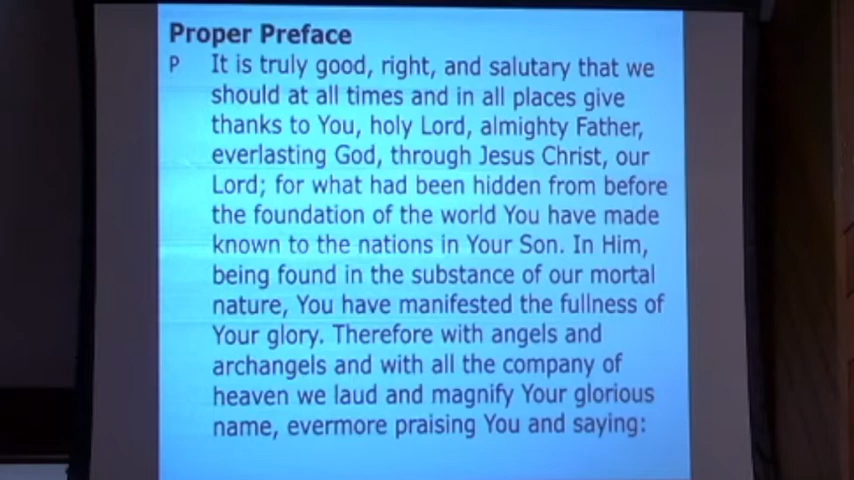 Proper Preface
P It is truly good, right, and salutary that we
should at all times and in all places give
thanks to You, holy Lord, almighty Father,
everlasting God, through Jesus Christ, our
Lord; for what had been hidden from before
the foundation of the world You have made
known to the nations in Your Son. In Him,
being found in the substance of our mortal
nature, You have manifested the fullness of
Your glory. Therefore with angels and
archangels and with all the company of
heaven we laud and magnify Your glorious
name, evermore praising You and saying: